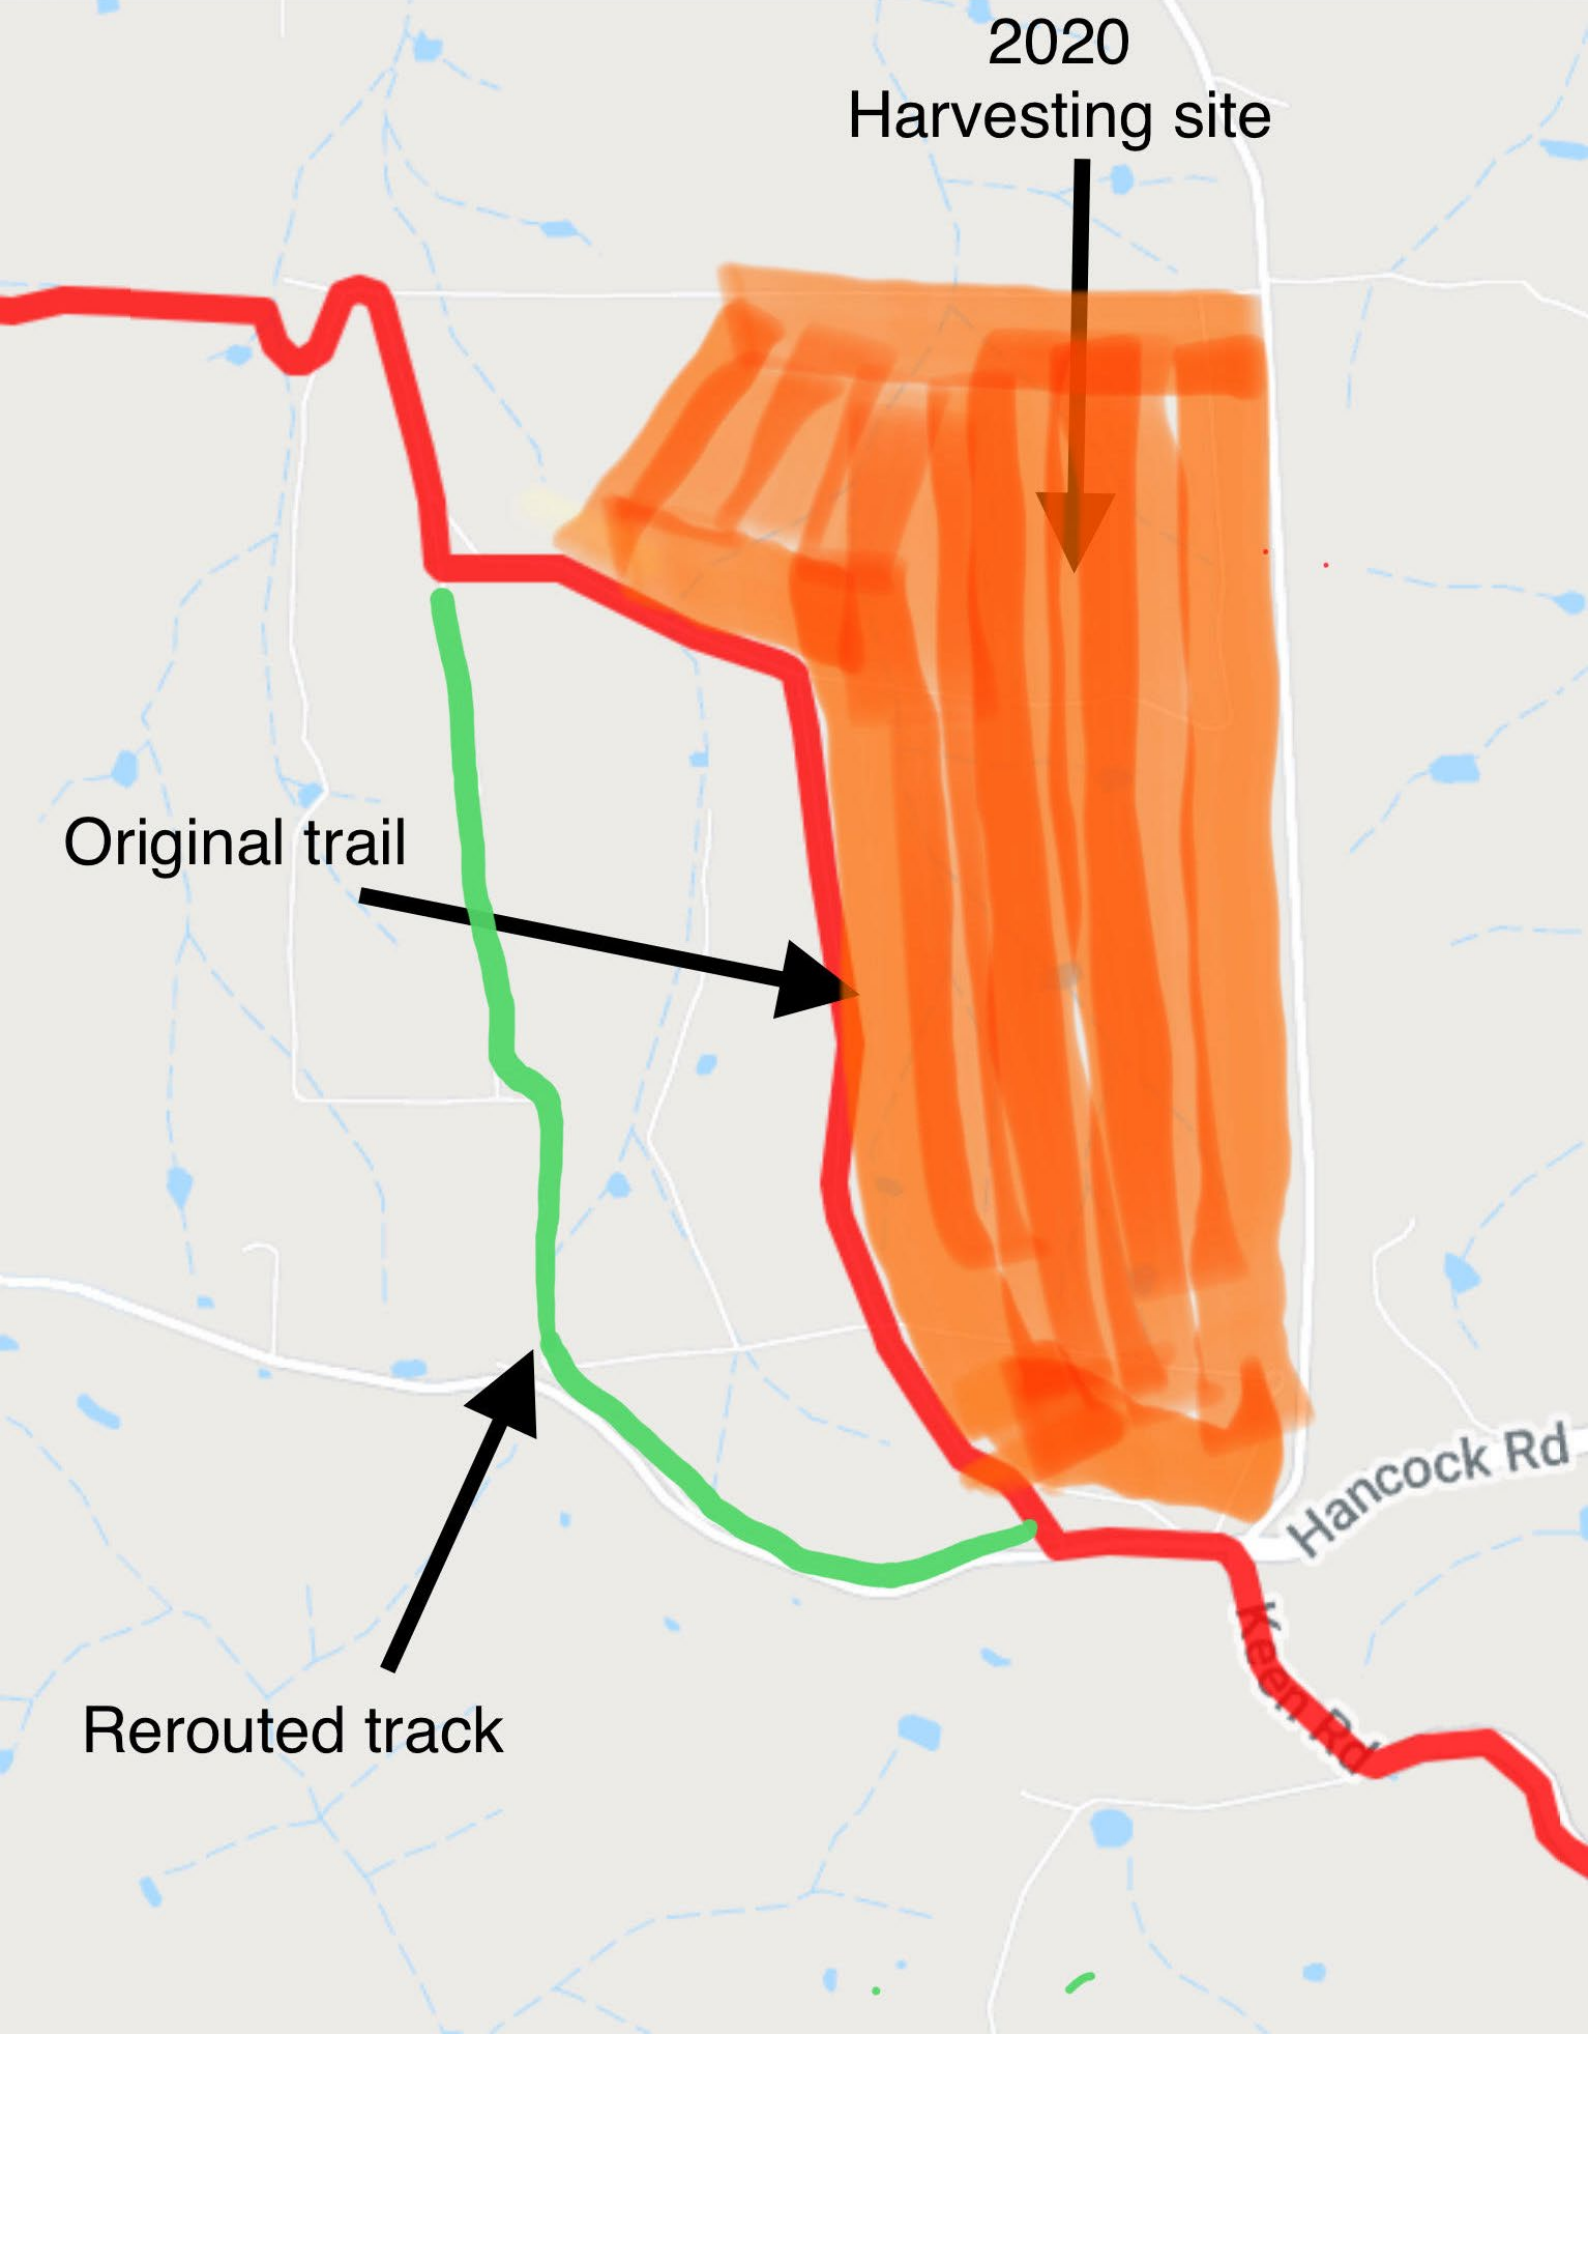 2020
Harvesting site
Original trail
Hancock Rd
Keen Rd
Rerouted track